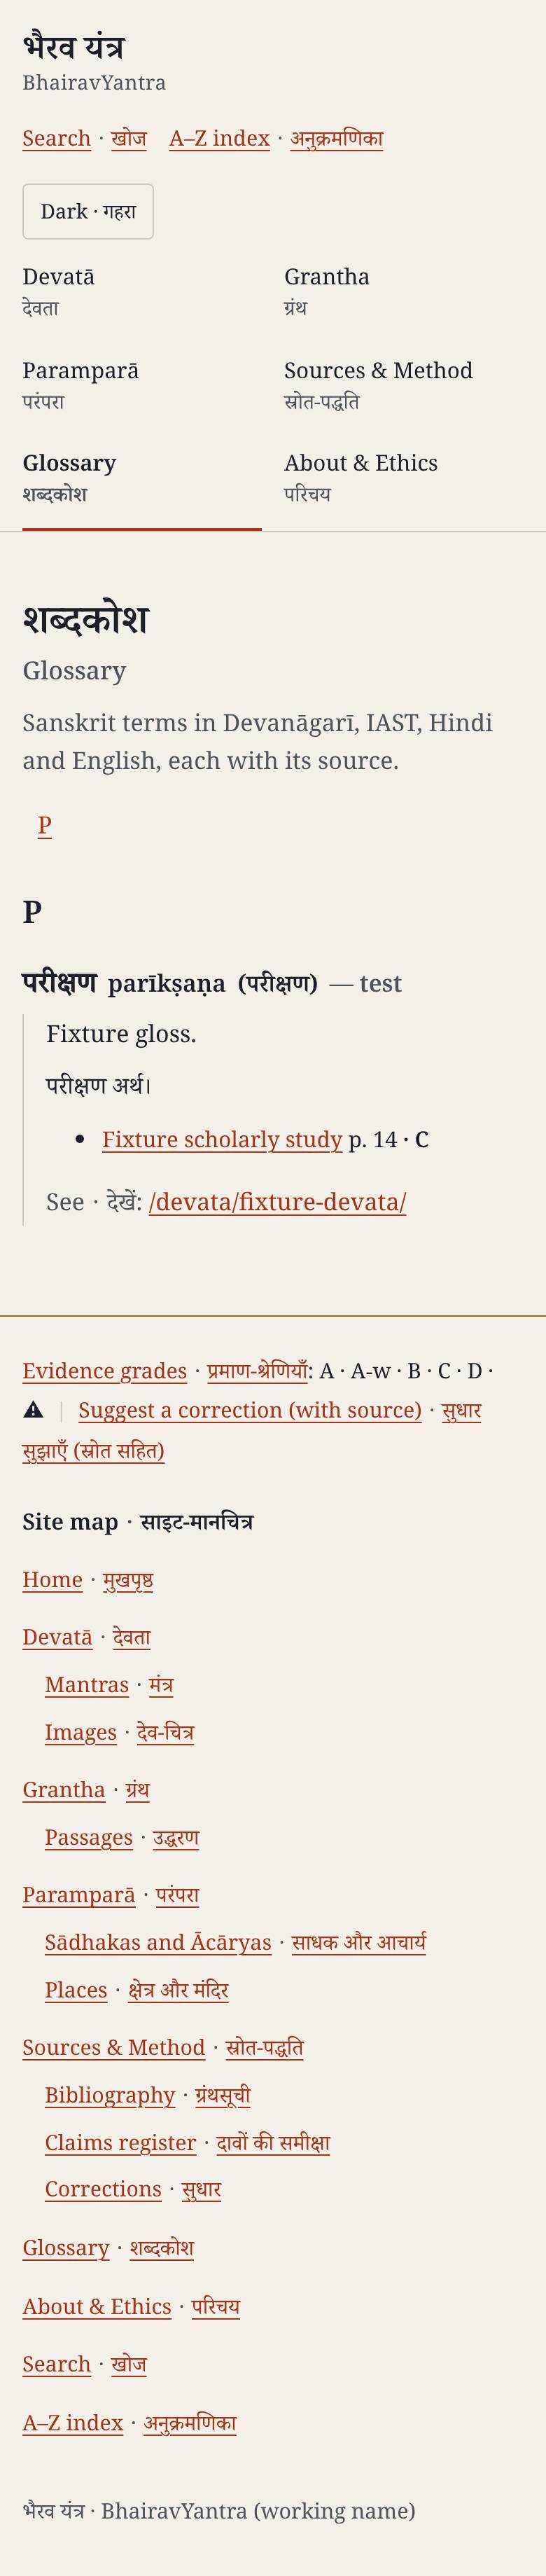 भैरव यंत्र
BhairavYantra
Search · खोज A–Z index · अनुक्रमणिका
Dark · गहरा
Devatā
देवता
Grantha
ग्रंथ
Paramparā
परंपरा
Sources & Method
स्रोत-पद्धति
Glossary
शब्दकोश
About & Ethics
परिचय
शब्दकोश
Glossary
Sanskrit terms in Devanāgarī, IAST, Hindi
and English, each with its source.
P
P
परीक्षण parīkṣaṇa (परीक्षण) — test
Fixture gloss.
परीक्षण अर्थ।
• Fixture scholarly study p. 14 · C
See · देखें: /devata/fixture-devata/
Evidence grades · प्रमाण-श्रेणियाँ: A · A-w · B · C · D ·
⚠ | Suggest a correction (with source) · सुधार
सुझाएँ (स्रोत सहित)
Site map · साइट-मानचित्र
Home · मुखपृष्ठ
Devatā · देवता
Mantras · मंत्र
Images · देव-चित्र
Grantha · ग्रंथ
Passages · उद्धरण
Paramparā · परंपरा
Sādhakas and Ācāryas · साधक और आचार्य
Places · क्षेत्र और मंदिर
Sources & Method · स्रोत-पद्धति
Bibliography · ग्रंथसूची
Claims register · दावों की समीक्षा
Corrections · सुधार
Glossary · शब्दकोश
About & Ethics · परिचय
Search · खोज
A–Z index · अनुक्रमणिका
भैरव यंत्र · BhairavYantra (working name)